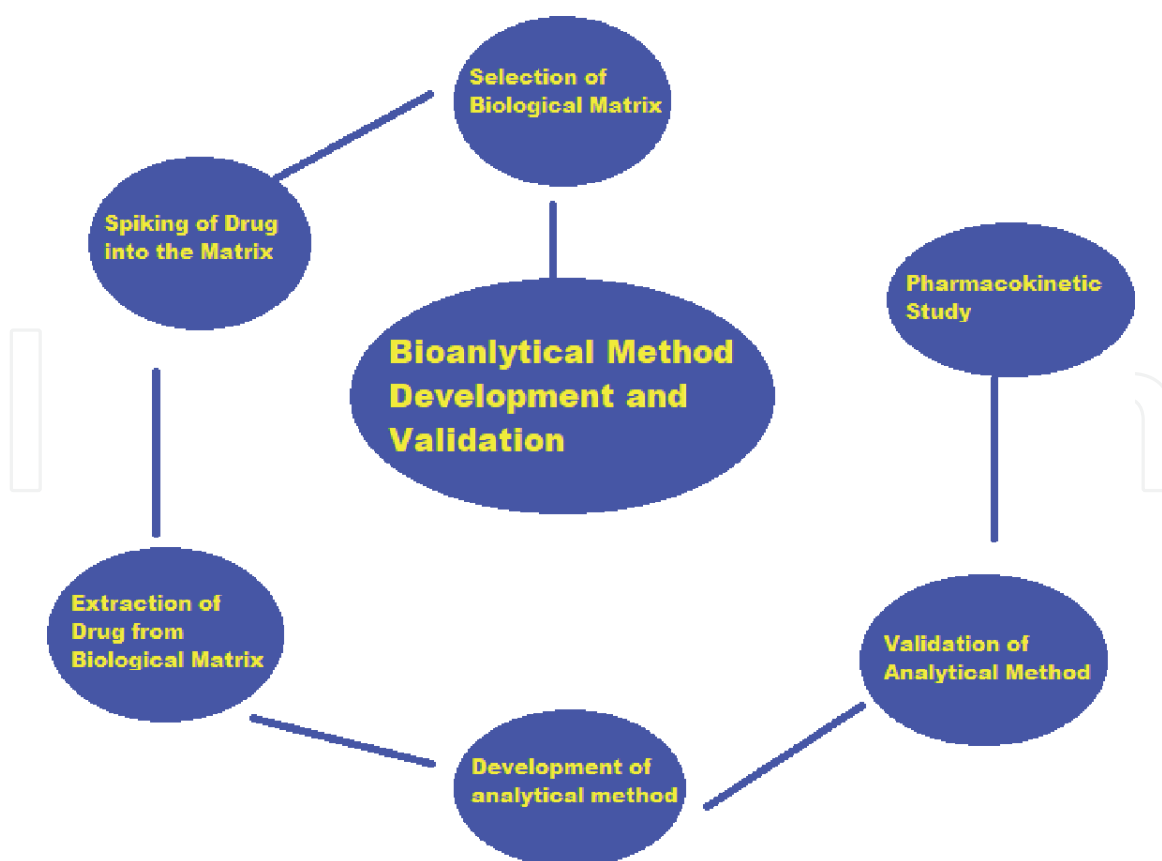 Selection of
Biological Matrix
Spiking of Drug
into the Matrix
Pharmacokinetic
Study
Bioanlytical Method
Development and
Validation
Extraction of
Drug from
Biological Matrix
Validation of
Analytical Method
Development of
analytical method